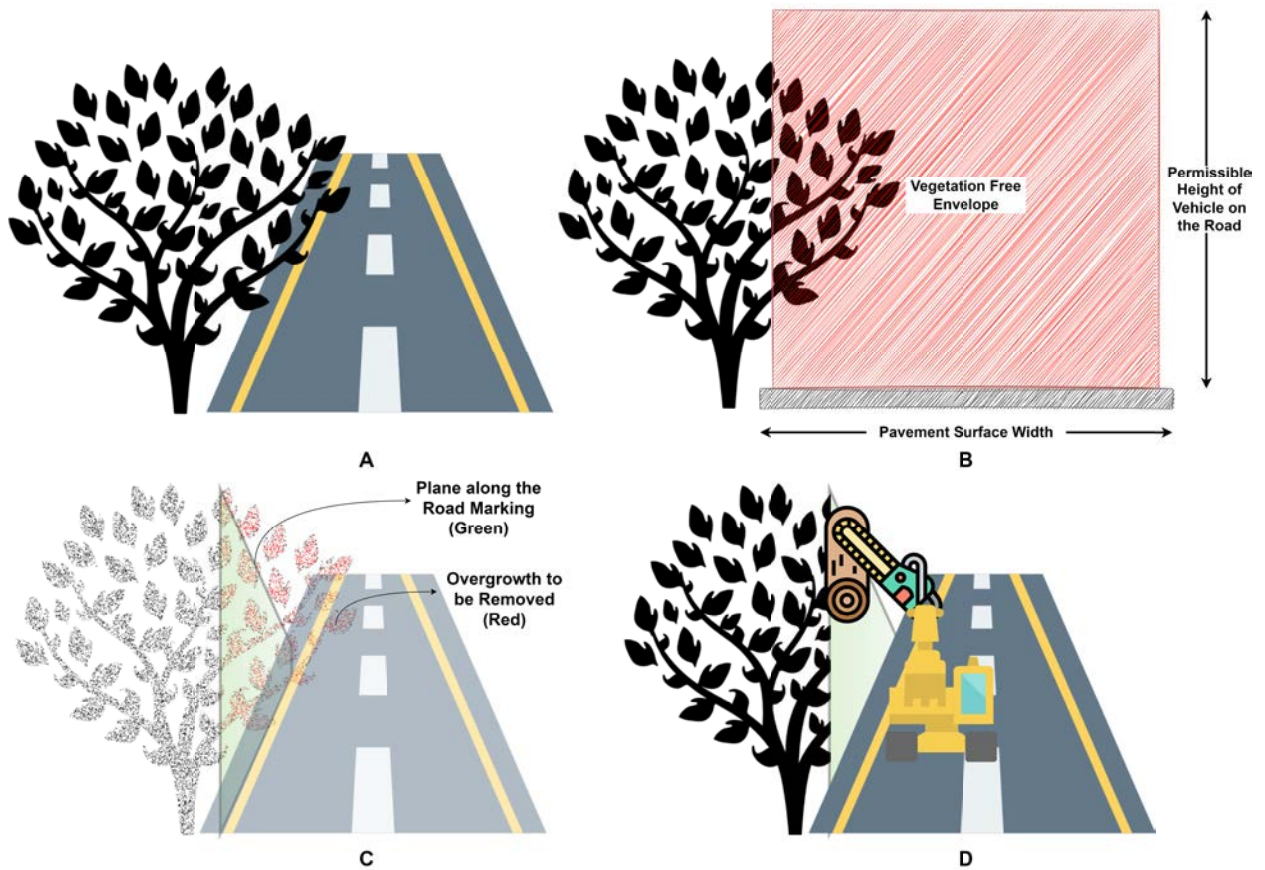 Vegetation Free
Envelope
Permissible
Height of
Vehicle on
the Road
Pavement Surface Width
A
B
Plane along the
Road Marking
(Green)
Overgrowth to
be Removed
(Red)
C
D